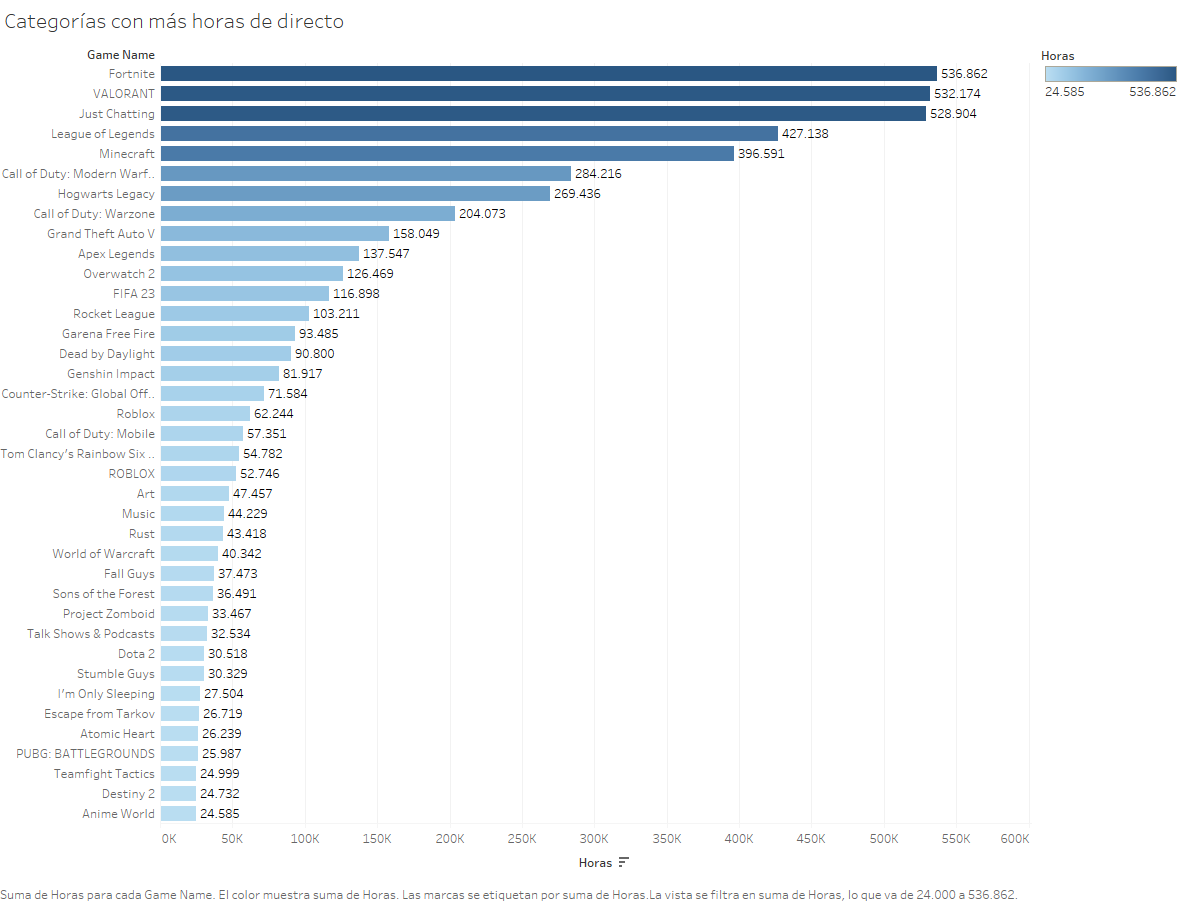 Categorías con más horas de directo
Game Name
Horas
Fortnite 536.862
24.585 536.862
VALORANT 532.174
Just Chatting 528.904
League of Legends 427.138
Minecraft 396.591
Call of Duty: Modern Warf.. 284.216
Hogwarts Legacy 269.436
Call of Duty: Warzone 204.073
Grand Theft Auto V 158.049
Apex Legends 137.547
Overwatch 2 126.469
FIFA 23 116.898
Rocket League 103.211
Garena Free Fire 93.485
Dead by Daylight 90.800
Genshin Impact 81.917
Counter-Strike: Global Off.. 71.584
Roblox 62.244
Call of Duty: Mobile 57.351
Tom Clancy's Rainbow Six .. 54.782
ROBLOX 52.746
Art 47.457
Music 44.229
Rust 43.418
World of Warcraft 40.342
Fall Guys 37.473
Sons of the Forest 36.491
Project Zomboid 33.467
Talk Shows & Podcasts 32.534
Dota 2 30.518
Stumble Guys 30.329
I'm Only Sleeping 27.504
Escape from Tarkov 26.719
Atomic Heart 26.239
PUBG: BATTLEGROUNDS 25.987
Teamfight Tactics 24.999
Destiny 2 24.732
Anime World 24.585
0K 50K 100K 150K 200K 250K 300K 350K 400K 450K 500K 550K 600K
Horas
Suma de Horas para cada Game Name. El color muestra suma de Horas. Las marcas se etiquetan por suma de Horas.La vista se filtra en suma de Horas, lo que va de 24.000 a 536.862.